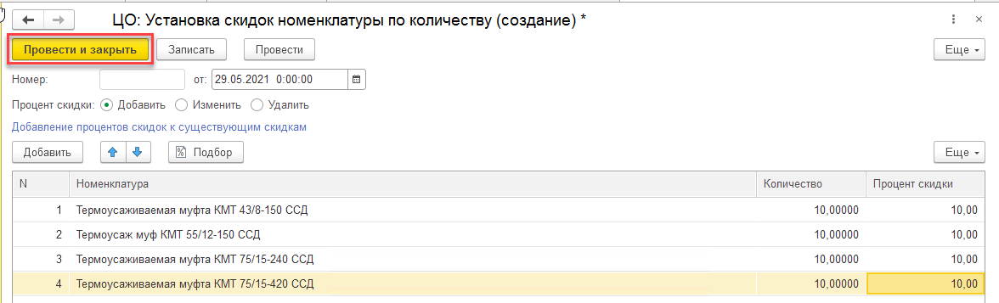 ЦО: Установка скидок номенклатуры по количеству (создание) *
Провести и закрыть Записать Провести Еще
Номер: от: 29.05.2021 0:00:00
Процент скидки: Добавить Изменить Удалить
Добавление процентов скидок к существующим скидкам
Добавить Подбор Еще
N Номенклатура Количество Процент скидки
1 Термоусаживаемая муфта КМТ 43/8-150 ССД 10,00000 10,00
2 Термоусаж муф КМТ 55/12-150 ССД 10,00000 10,00
3 Термоусаживаемая муфта КМТ 75/15-240 ССД 10,00000 10,00
4 Термоусаживаемая муфта КМТ 75/15-420 ССД 10,00000 10,00